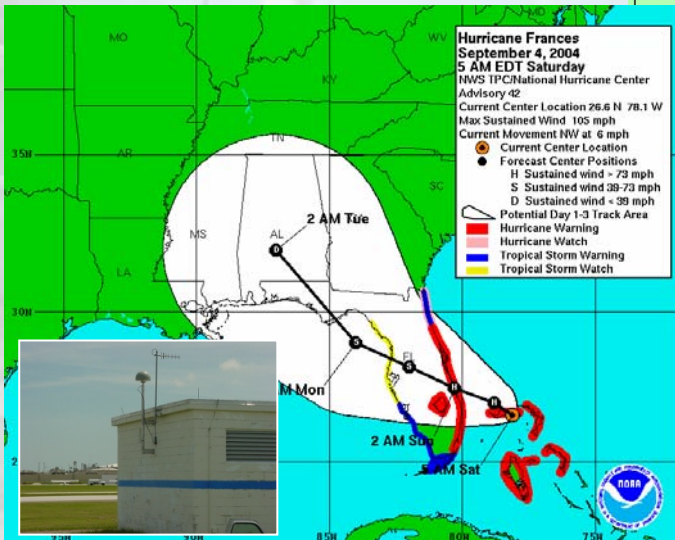 Hurricane Frances
September 4, 2004
5 AM EDT Saturday
NWS TPC/National Hurricane Center
Advisory 42
Current Center Location 26.6 N 78.1 W
Max Sustained Wind 105 mph
Current Movement NW at 6 mph
Current Center Location
Forecast Center Positions
H Sustained wind > 73 mph
S Sustained wind 39-73 mph
D Sustained wind < 39 mph
Potential Day 1-3 Track Area
Hurricane Warning
Hurricane Watch
Tropical Storm Warning
Tropical Storm Watch
MO
WV
MD
KY
TN
35N
AR
SC
MS
AL
2 AM Tue
D
LA
30N
S
FL
S
M Mon
H
H
2 AM Sun
5 AM Sat
NOAA
85W
80W
75W